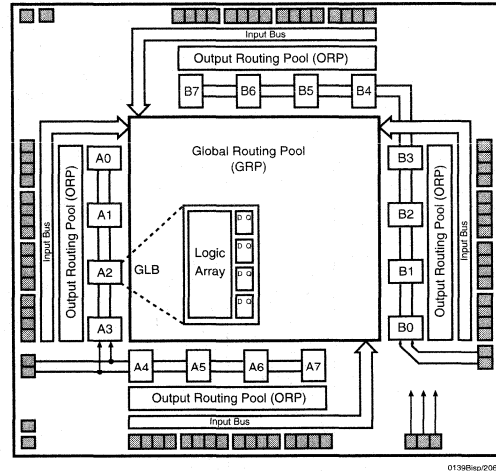 Input Bus
Output Routing Pool (ORP)
B7 B6 B5 B4
Global Routing Pool
(GRP)
Input Bus
Output Routing Pool (ORP)
A0
A1
A2
A3
GLB
Logic
Array
B3
B2
B1
B0
Output Routing Pool (ORP)
Input Bus
A4 A5 A6 A7
Output Routing Pool (ORP)
Input Bus
0139Bisp/206